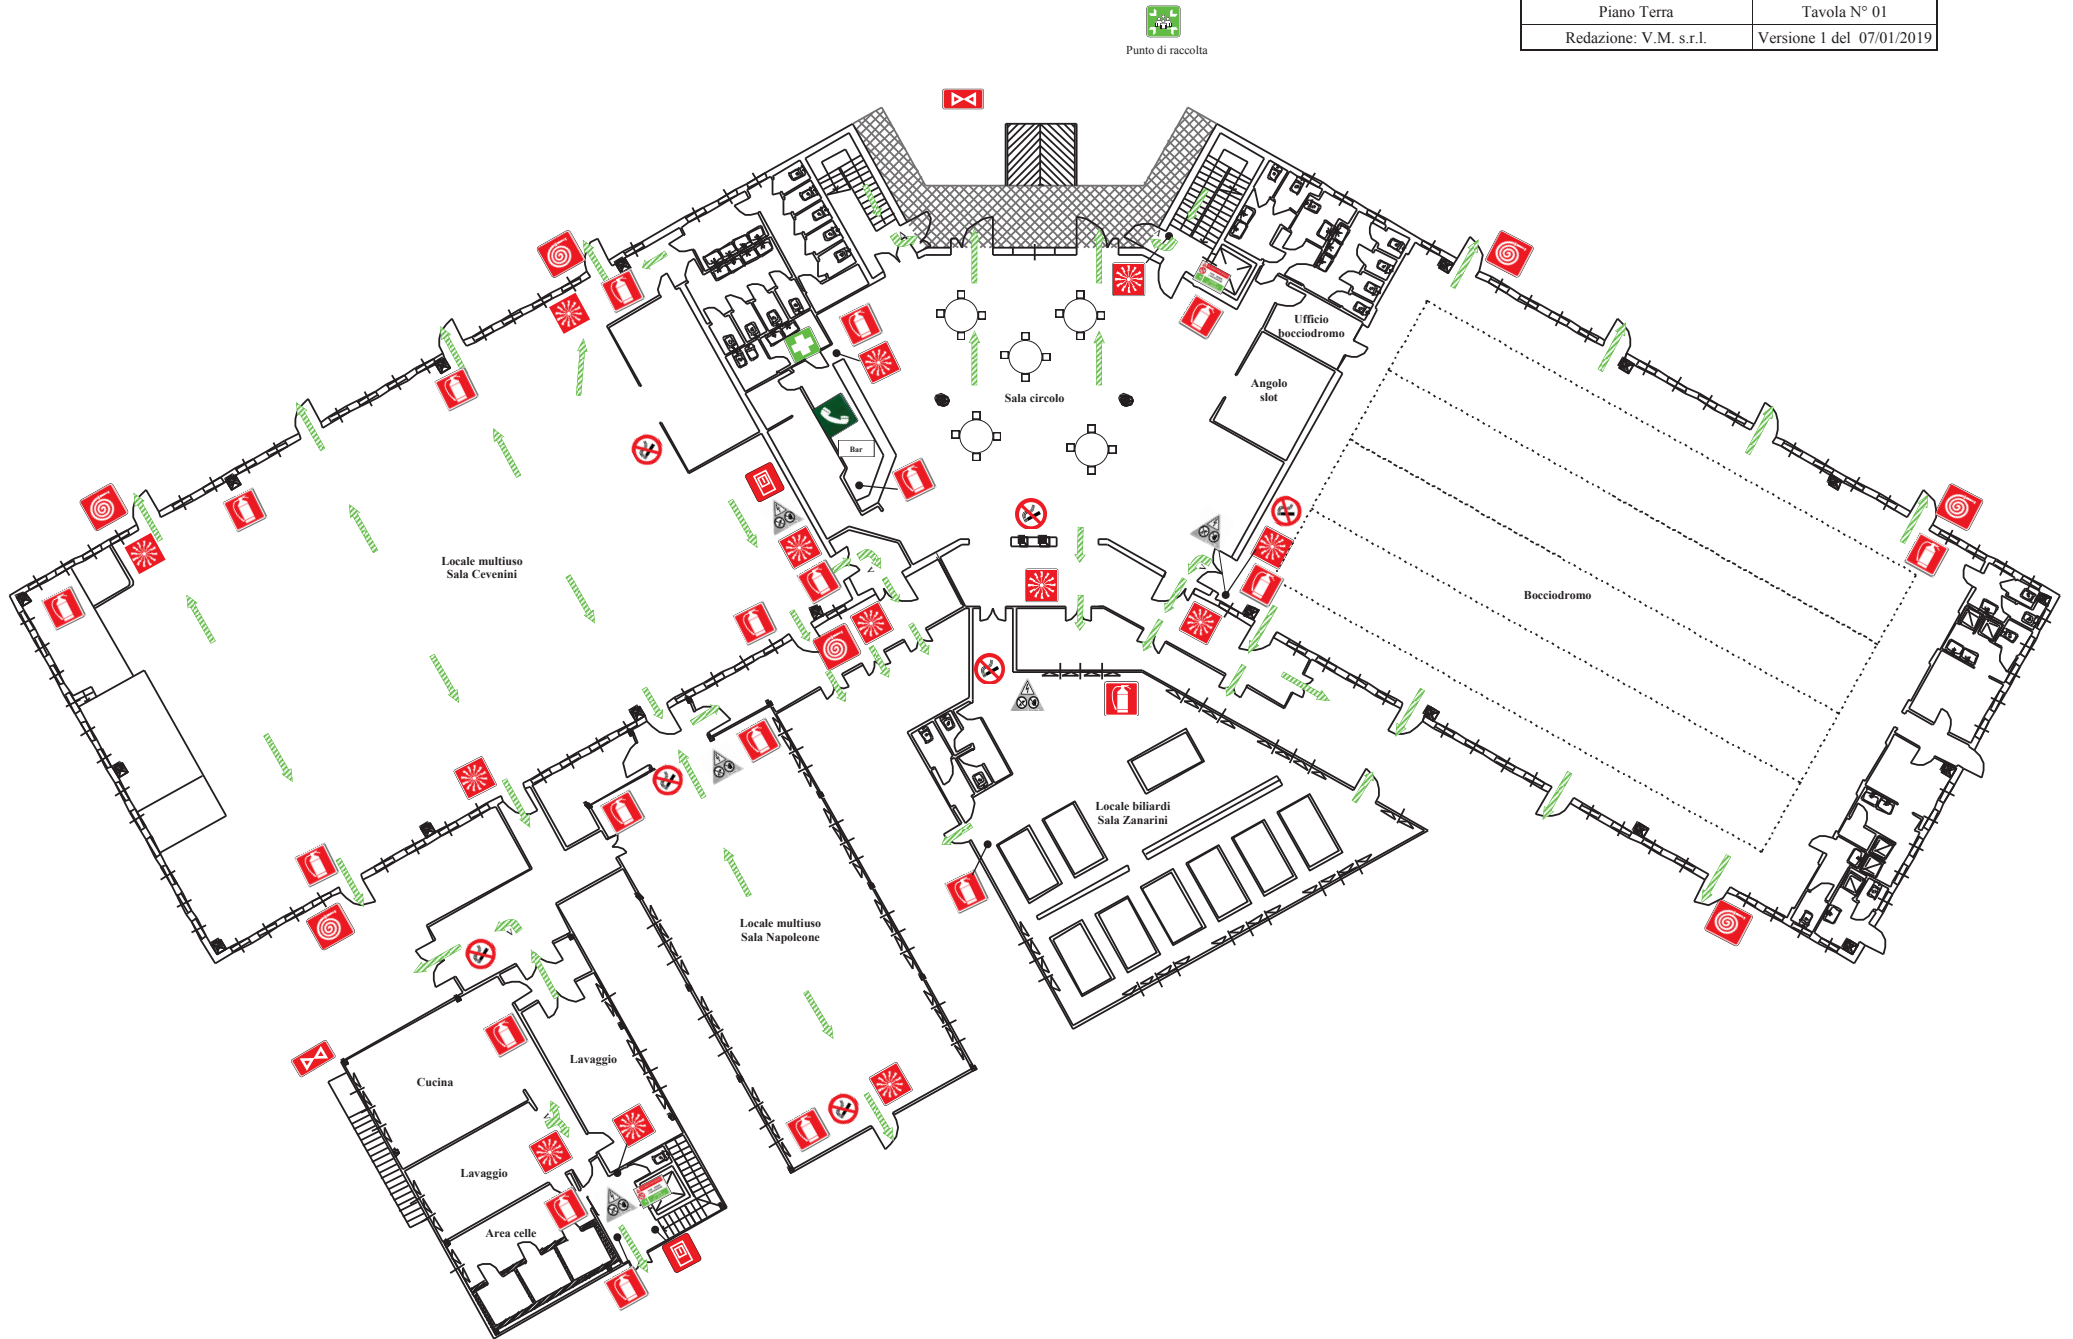 Piano Terra
Tavola N° 01
Redazione: V.M. s.r.l.
Versione 1 del 07/01/2019
Punto di raccolta
Ufficio
bocciodromo
Angolo
slot
Sala circolo
Bar
Locale multiuso
Sala Cevenini
Bocciodromo
Locale biliardi
Sala Zanarini
Locale multiuso
Sala Napoleone
Lavaggio
Cucina
Lavaggio
Area celle